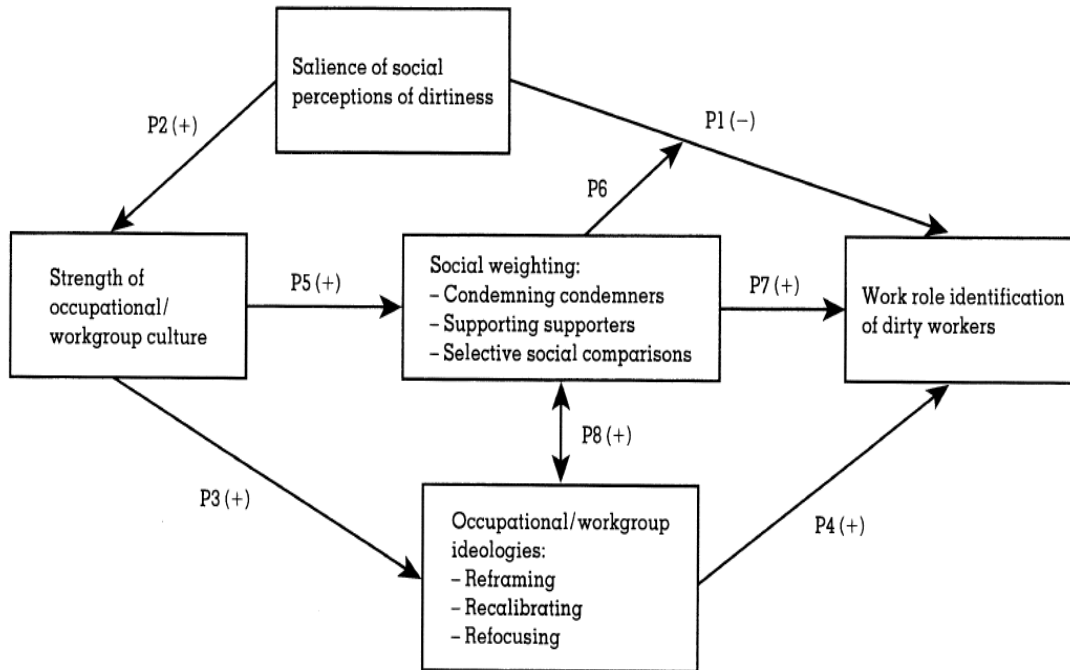 Salience of social
perceptions of dirtiness
P2 (+)
P1 (–)
P6
Strength of
occupational/
workgroup culture
P5 (+)
Social weighting:
– Condemning condemners
– Supporting supporters
– Selective social comparisons
P7 (+)
Work role identification
of dirty workers
P8 (+)
P3 (+)
P4 (+)
Occupational/workgroup
ideologies:
– Reframing
– Recalibrating
– Refocusing